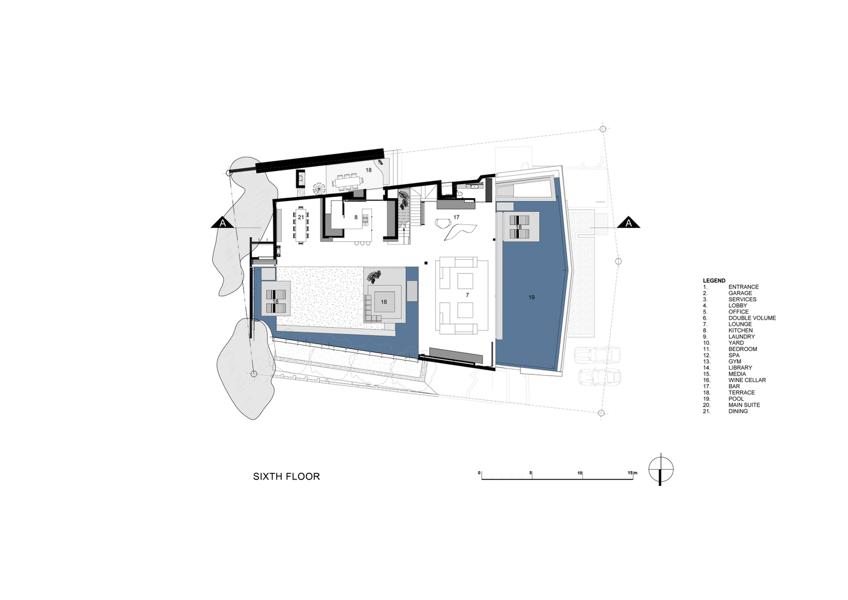 18
21
8
17
A
A
7
18
19
LEGEND
1. ENTRANCE
2. GARAGE
3. SERVICES
4. LOBBY
5. OFFICE
6. DOUBLE VOLUME
7. LOUNGE
8. KITCHEN
9. LAUNDRY
10. YARD
11. BEDROOM
12. SPA
13. GYM
14. LIBRARY
15. MEDIA
16. WINE CELLAR
17. BAR
18. TERRACE
19. POOL
20. MAIN SUITE
21. DINING
SIXTH FLOOR
0 5 10 15m